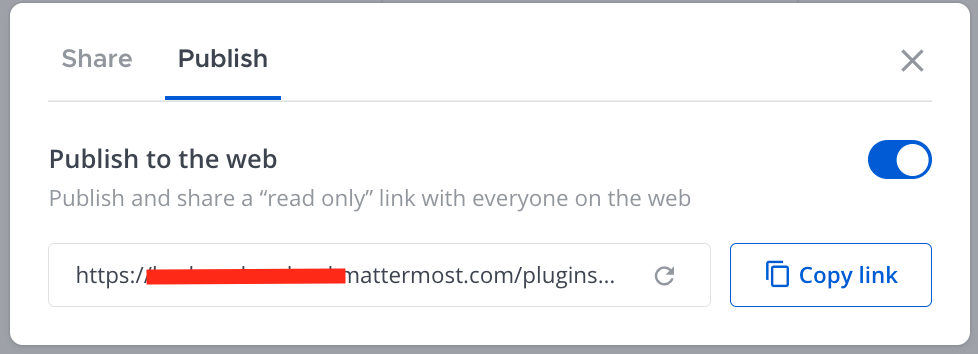 Share Publish
Publish to the web
Publish and share a “read only” link with everyone on the web
https:// mattermost.com/plugins... Copy link